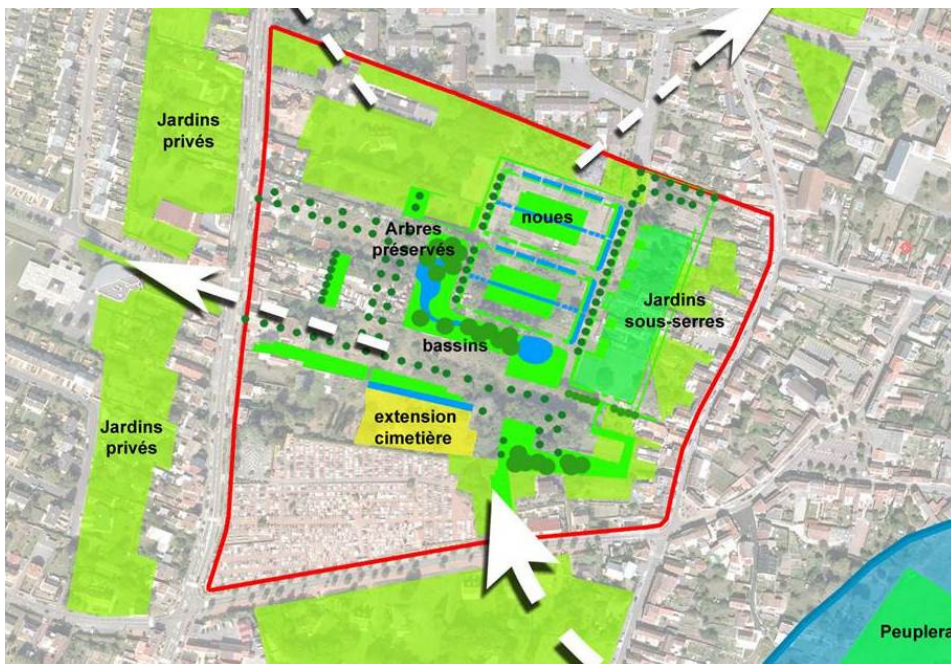 Jardins
privés
Arbres
préservés
noues
Jardins
sous-serres
bassins
extension
cimetière
Jardins
privés
Peuplera